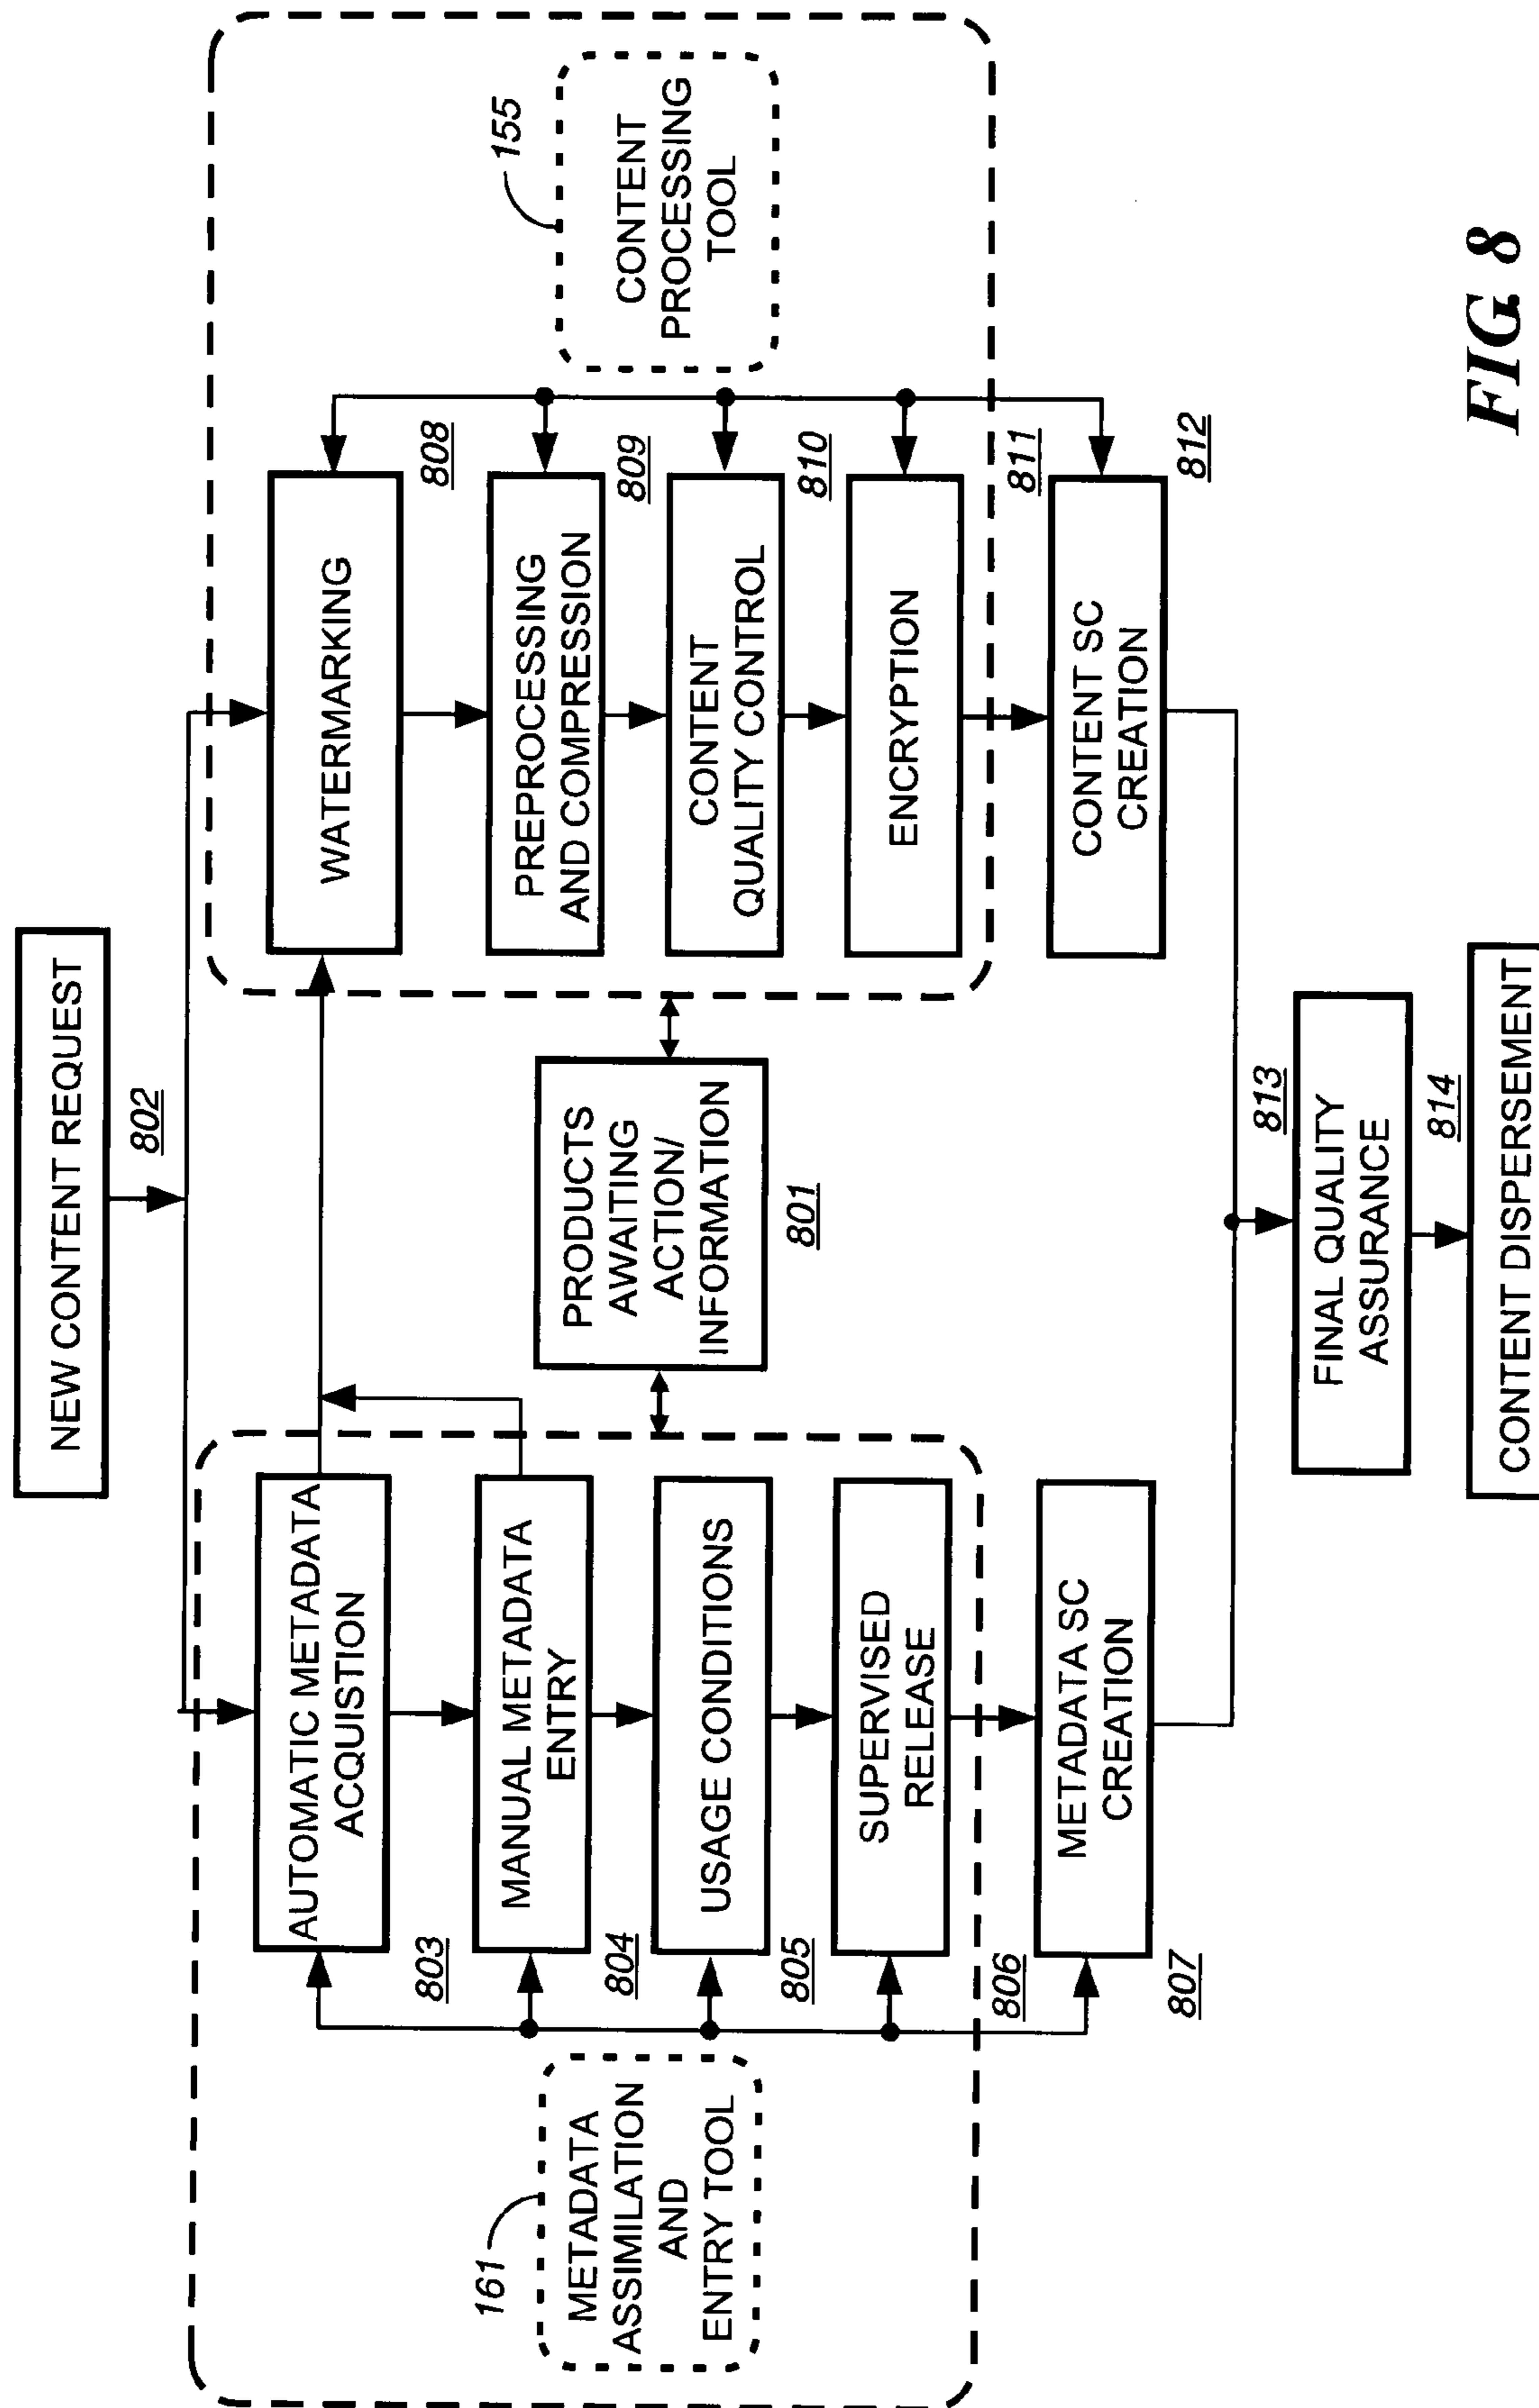 NEW CONTENT REQUEST
802
AUTOMATIC METADATA
ACQUISTION
803
MANUAL METADATA
ENTRY
804
USAGE CONDITIONS
805
SUPERVISED
RELEASE
806
METADATA SC
CREATION
807
161
METADATA
ASSIMILATION
AND
ENTRY TOOL
PRODUCTS
AWAITING
ACTION/
INFORMATION
801
WATERMARKING
808
PREPROCESSING
AND COMPRESSION
809
CONTENT
QUALITY CONTROL
810
ENCRYPTION
811
CONTENT SC
CREATION
812
155
CONTENT
PROCESSING
TOOL
813
FINAL QUALITY
ASSURANCE
814
CONTENT DISPERSEMENT
FIG. 8